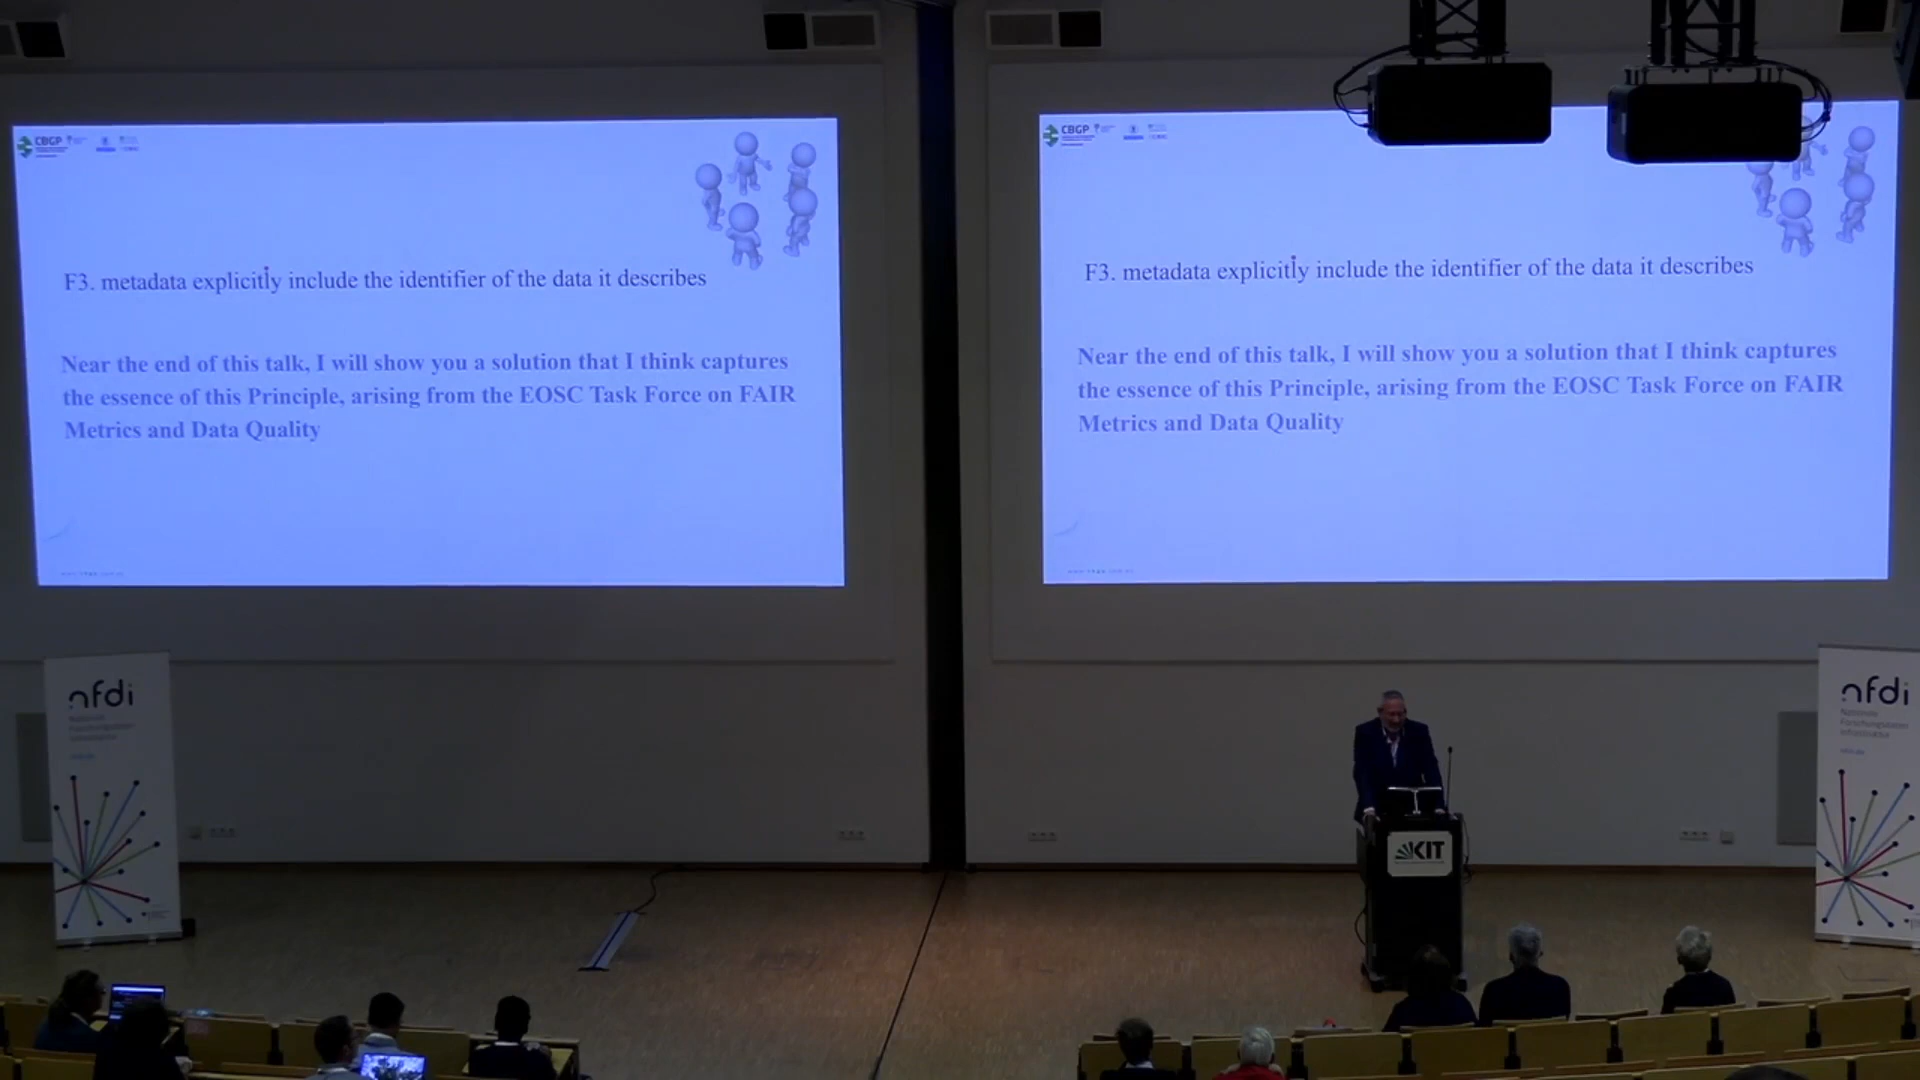 CBGP
F3. metadata explicitly include the identifier of the data it describes
Near the end of this talk, I will show you a solution that I think captures
the essence of this Principle, arising from the EOSC Task Force on FAIR
Metrics and Data Quality
CBGP
F3. metadata explicitly include the identifier of the data it describes
Near the end of this talk, I will show you a solution that I think captures
the essence of this Principle, arising from the EOSC Task Force on FAIR
Metrics and Data Quality
nfdi
nfdi
Nationale
Forschungsdaten
Infrastruktur
KIT